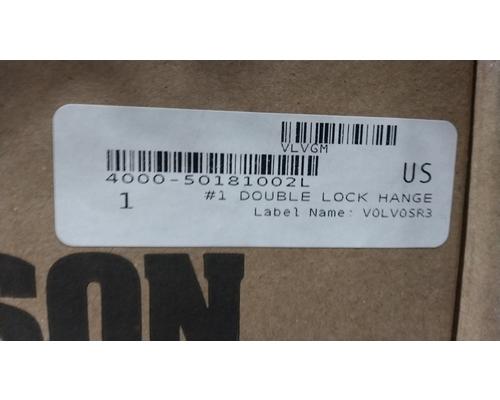 VLVGM
4000-50181002L
US
1
#1 DOUBLE LOCK HANGE
Label Name: VOLVOSR3
SON